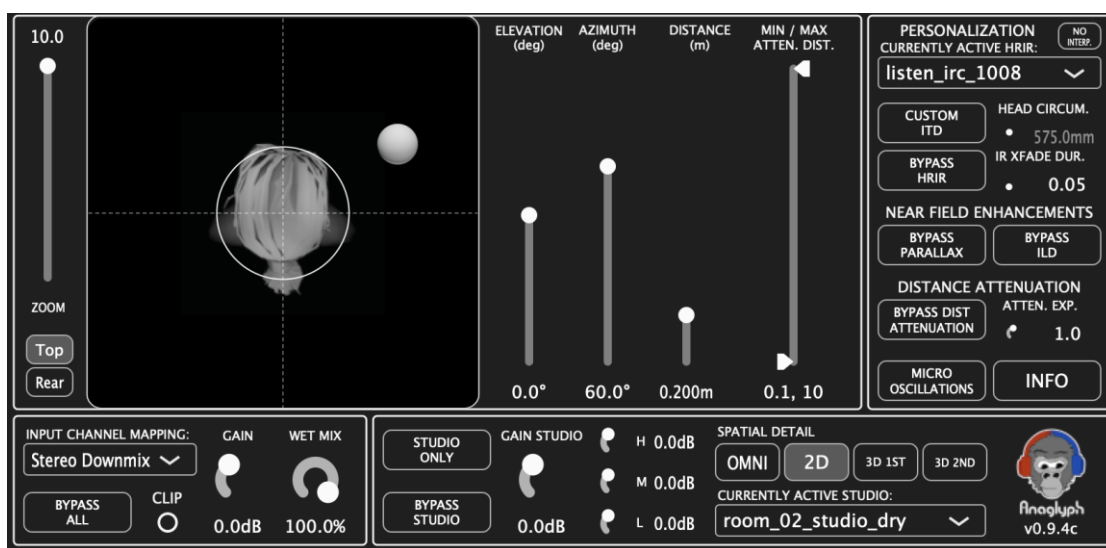 10.0
ZOOM
Top
Rear
ELEVATION
(deg)
AZIMUTH
(deg)
DISTANCE
(m)
MIN / MAX
ATTEN. DIST.
0.0°
60.0°
0.200m
0.1, 10
PERSONALIZATION
NO
INTERP.
CURRENTLY ACTIVE HRIR:
listen_irc_1008
CUSTOM
ITD
HEAD CIRCUM.
575.0mm
BYPASS
HRIR
IR XFADE DUR.
0.05
NEAR FIELD ENHANCEMENTS
BYPASS
PARALLAX
BYPASS
ILD
DISTANCE ATTENUATION
BYPASS DIST
ATTENUATION
ATTEN. EXP.
1.0
MICRO
OSCILLATIONS
INFO
INPUT CHANNEL MAPPING:
Stereo Downmix
BYPASS
ALL
CLIP
GAIN
0.0dB
WET MIX
100.0%
STUDIO
ONLY
BYPASS
STUDIO
GAIN STUDIO
0.0dB
H 0.0dB
M 0.0dB
L 0.0dB
SPATIAL DETAIL
OMNI
2D
3D 1ST
3D 2ND
CURRENTLY ACTIVE STUDIO:
room_02_studio_dry
Anaglyph
v0.9.4c